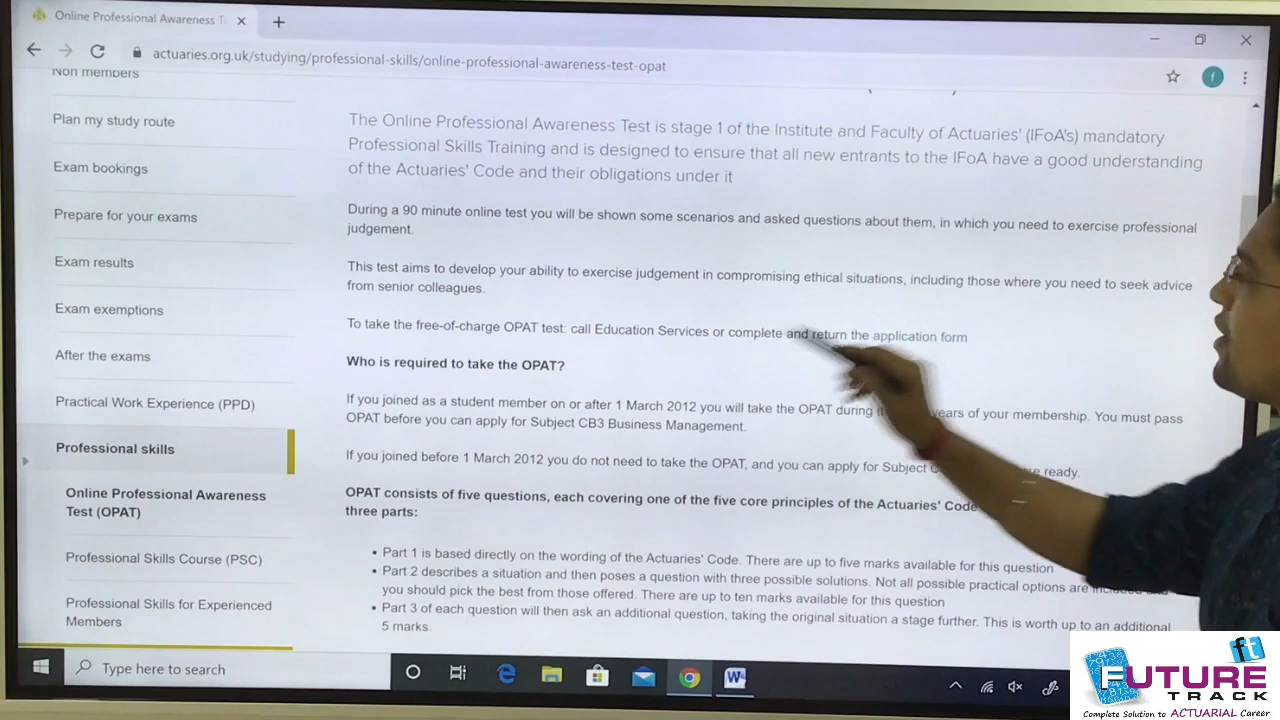 Online Professional Awareness T
actuaries.org.uk/studying/professional-skills/online-professional-awareness-test-opat
f
Non members
Plan my study route
Exam bookings
Prepare for your exams
Exam results
Exam exemptions
After the exams
Practical Work Experience (PPD)
Professional skills
Online Professional Awareness
Test (OPAT)
Professional Skills Course (PSC)
Professional Skills for Experienced
Members
The Online Professional Awareness Test is stage 1 of the Institute and Faculty of Actuaries' (IFoA's) mandatory
Professional Skills Training and is designed to ensure that all new entrants to the IFoA have a good understanding
of the Actuaries' Code and their obligations under it
During a 90 minute online test you will be shown some scenarios and asked questions about them, in which you need to exercise professional
judgement.
This test aims to develop your ability to exercise judgement in compromising ethical situations, including those where you need to seek advice
from senior colleagues.
To take the free-of-charge OPAT test: call Education Services or complete and return the application form
Who is required to take the OPAT?
If you joined as a student member on or after 1 March 2012 you will take the OPAT during years of your membership. You must pass
OPAT before you can apply for Subject CB3 Business Management.
If you joined before 1 March 2012 you do not need to take the OPAT, and you can apply for Subject ready.
OPAT consists of five questions, each covering one of the five core principles of the Actuaries' Code
three parts:
• Part 1 is based directly on the wording of the Actuaries' Code. There are up to five marks available for this question
• Part 2 describes a situation and then poses a question with three possible solutions. Not all possible practical options are included and
you should pick the best from those offered. There are up to ten marks available for this question
• Part 3 of each question will then ask an additional question, taking the original situation a stage further. This is worth up to an additional
5 marks.
Type here to search
ft
FUTURE
TRACK
Complete Solution to ACTUARIAL Career